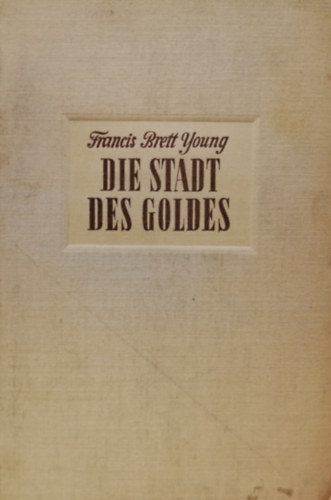 Francis Brett Young
DIE STADT
DES GOLDES